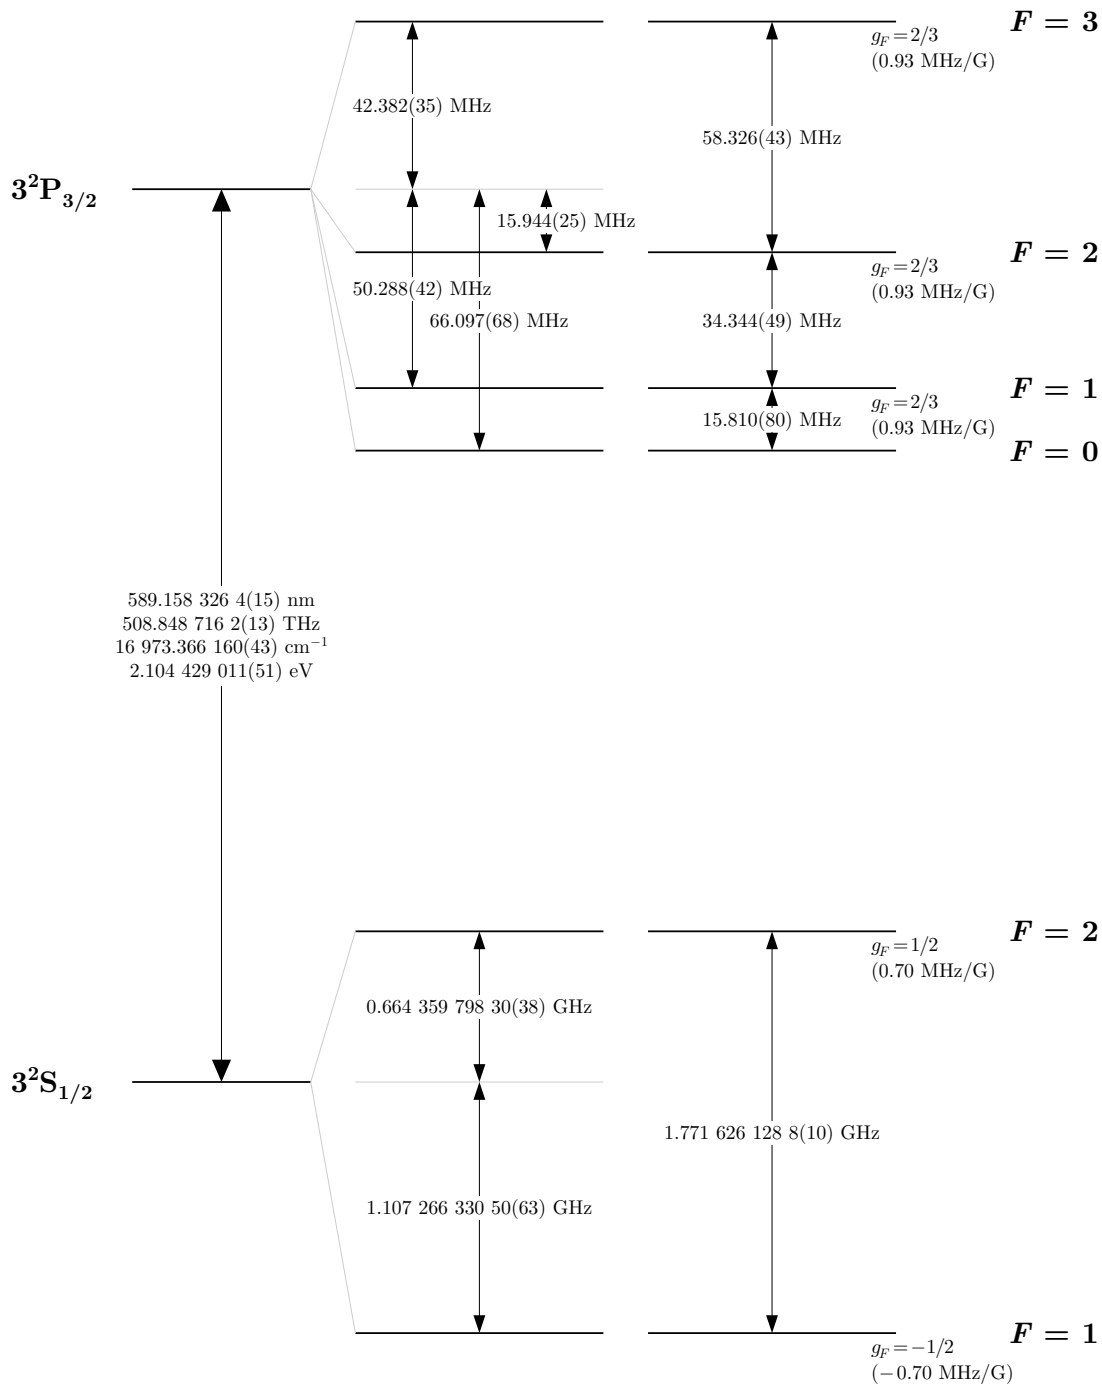 F = 3
g_F = 2/3
(0.93 MHz/G)
42.382(35) MHz
58.326(43) MHz
3²P₃/₂
15.944(25) MHz
F = 2
g_F = 2/3
(0.93 MHz/G)
50.288(42) MHz
66.097(68) MHz
34.344(49) MHz
F = 1
g_F = 2/3
(0.93 MHz/G)
15.810(80) MHz
F = 0
589.158 326 4(15) nm
508.848 716 2(13) THz
16 973.366 160(43) cm⁻¹
2.104 429 011(51) eV
F = 2
g_F = 1/2
(0.70 MHz/G)
0.664 359 798 30(38) GHz
3²S₁/₂
1.771 626 128 8(10) GHz
1.107 266 330 50(63) GHz
F = 1
g_F = −1/2
(−0.70 MHz/G)